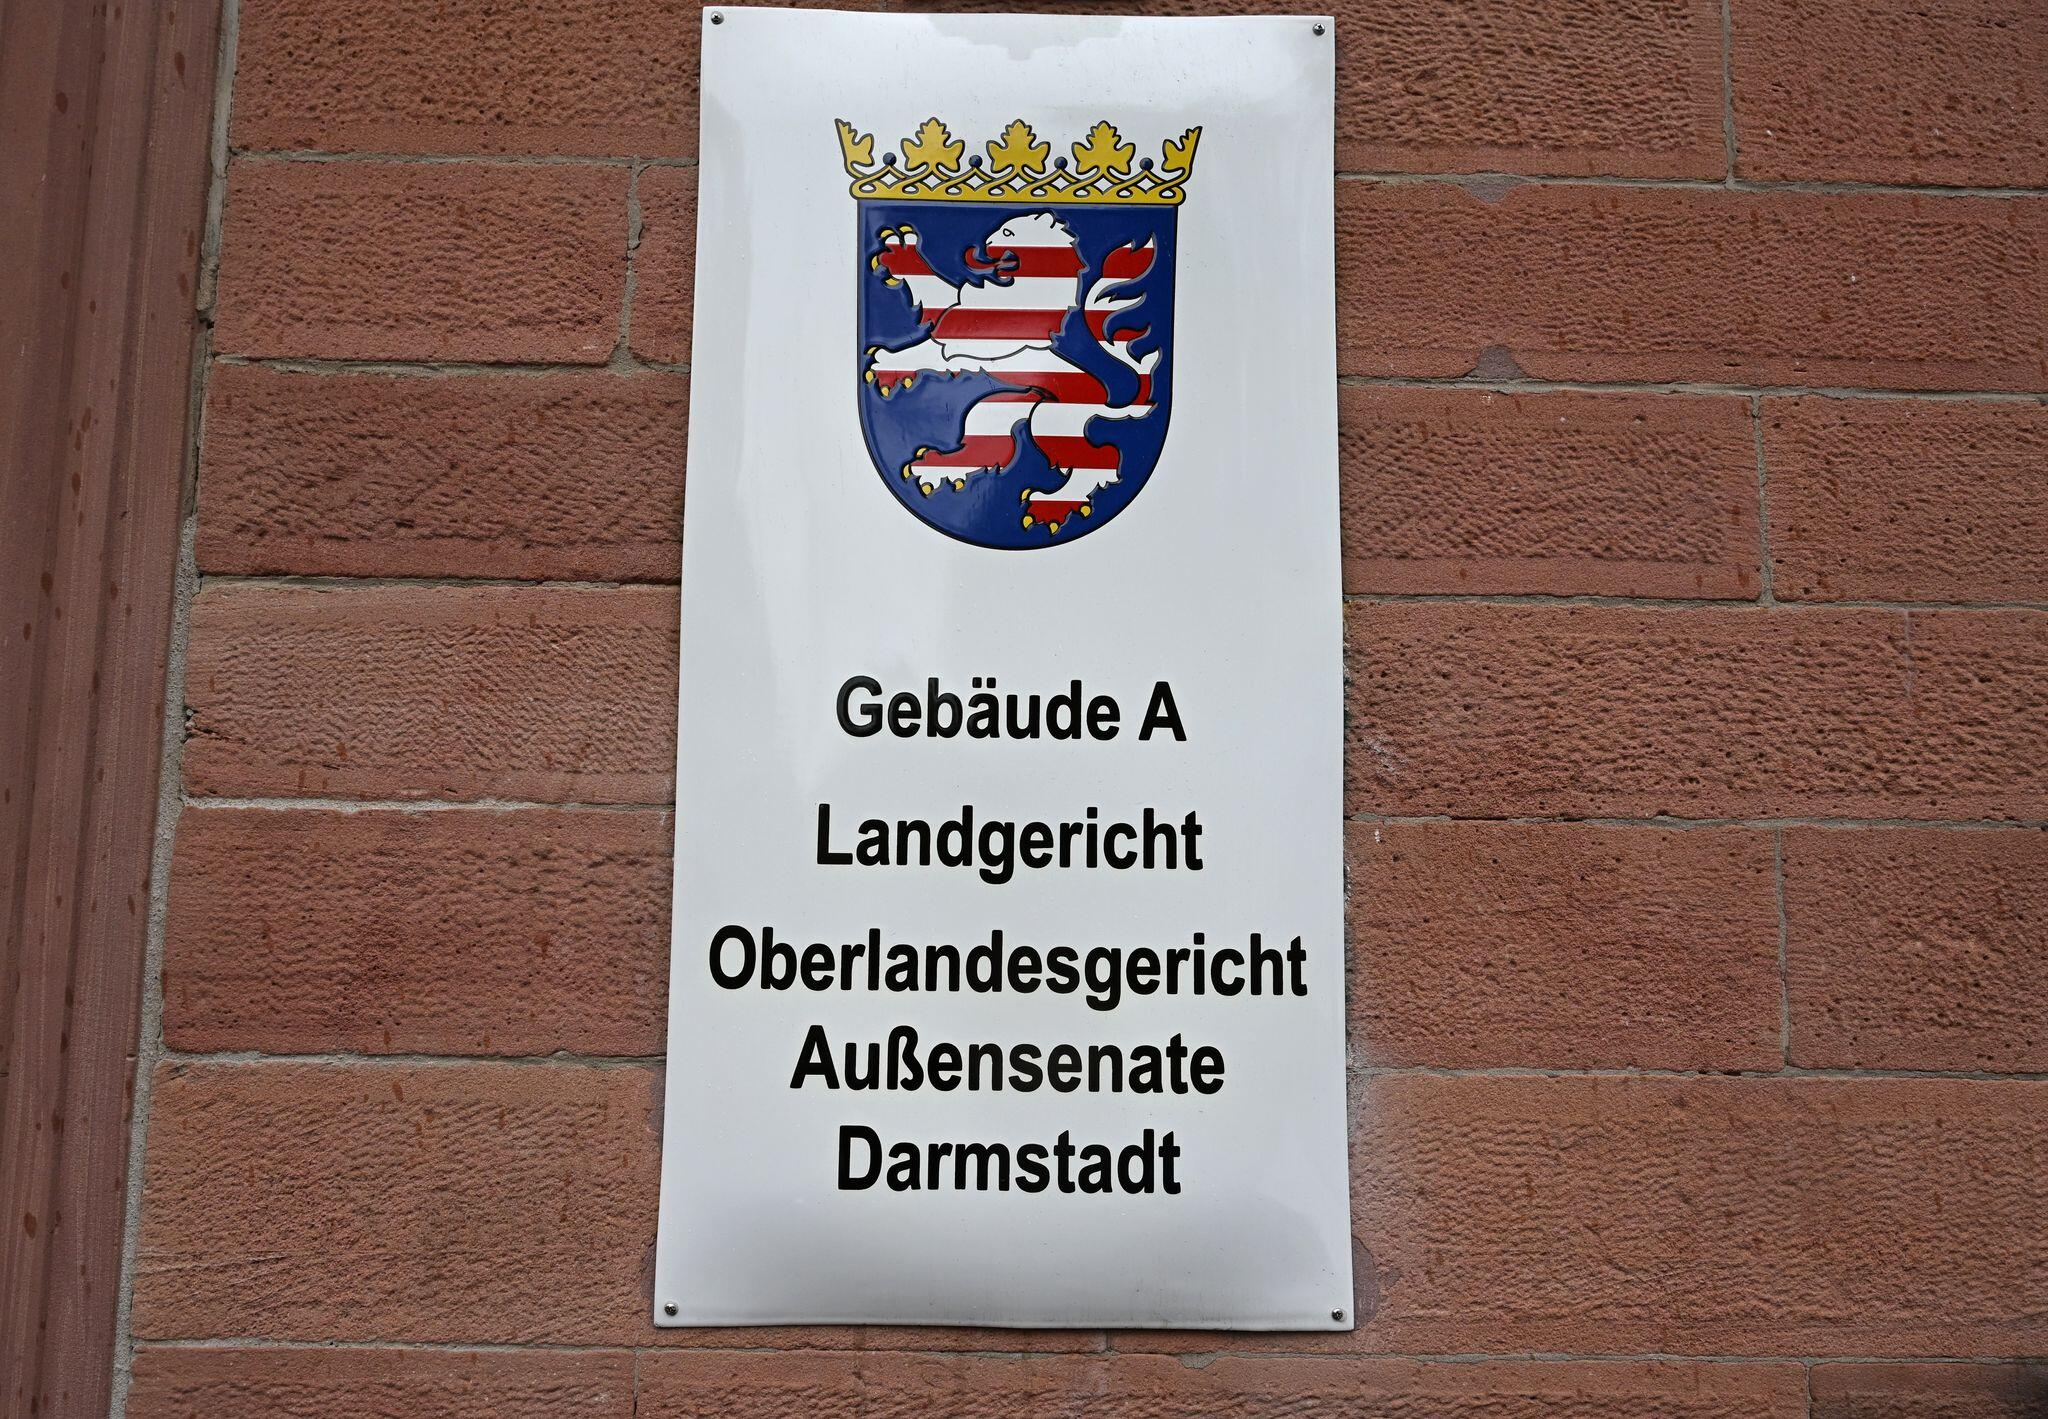 Gebäude A
Landgericht
Oberlandesgericht
Außensenate
Darmstadt